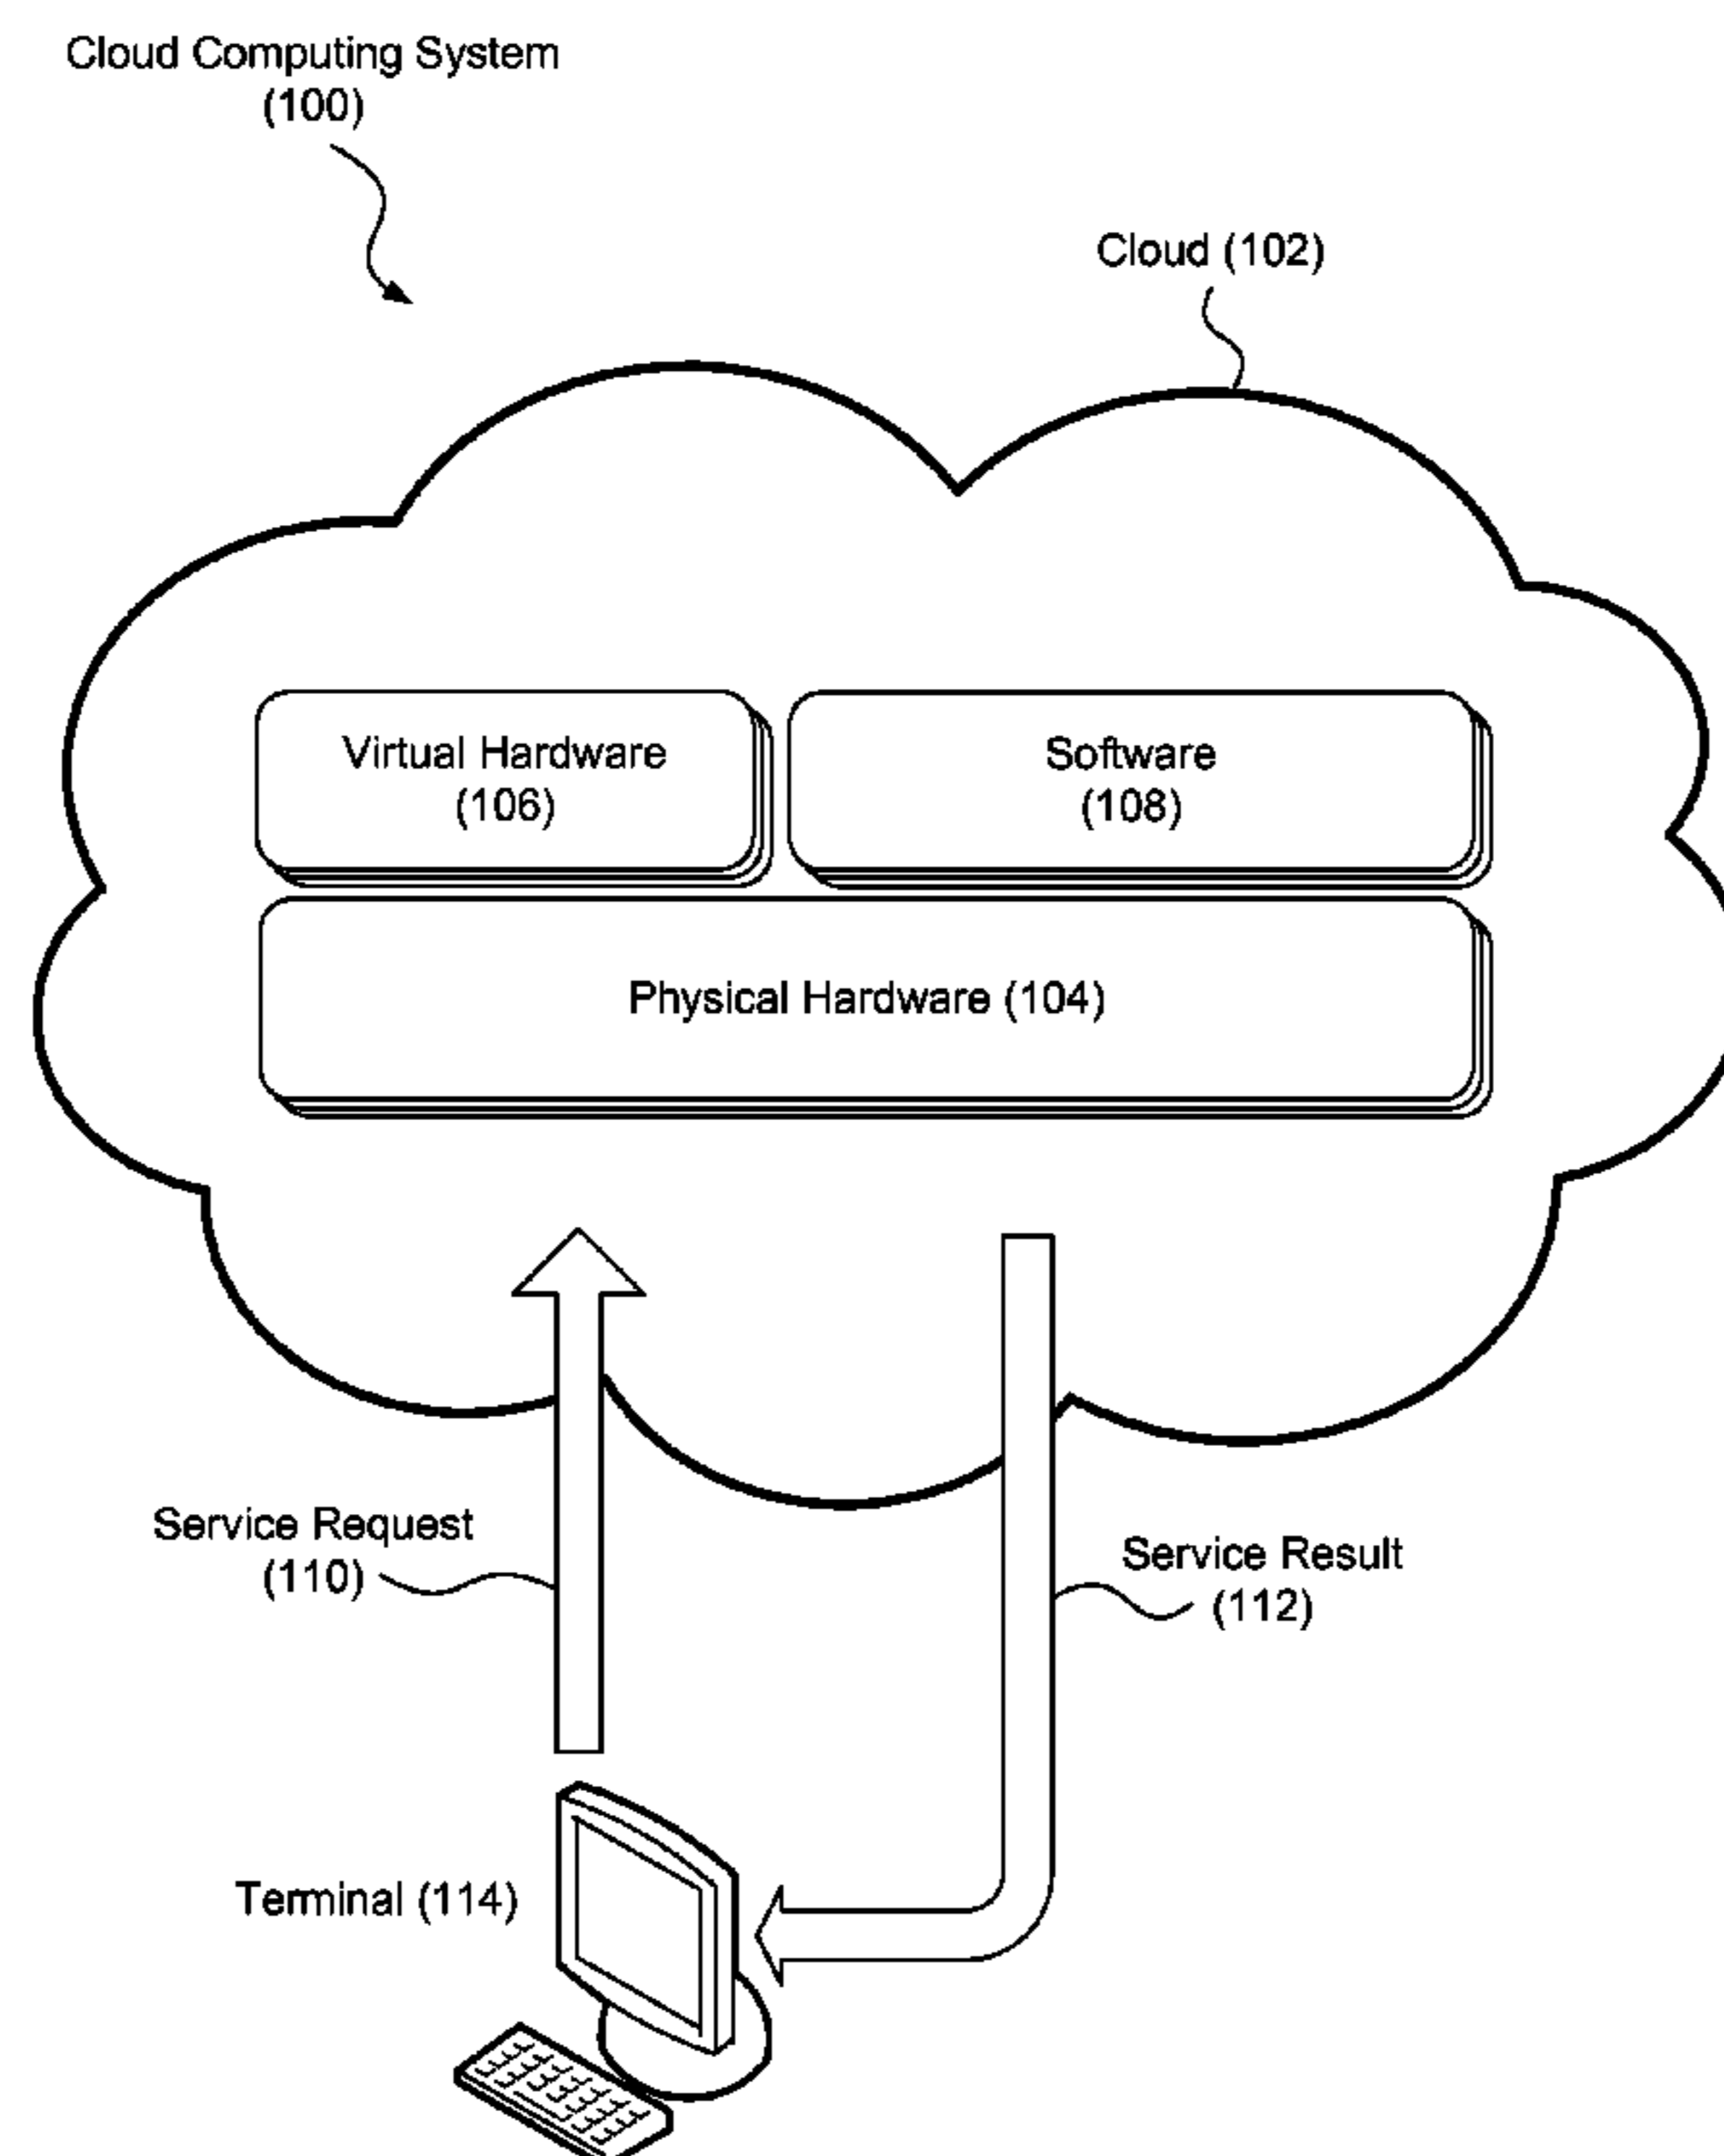 Cloud Computing System
(100)
Cloud (102)
Virtual Hardware
(106)
Software
(108)
Physical Hardware (104)
Service Request
(110)
Service Result
(112)
Terminal (114)